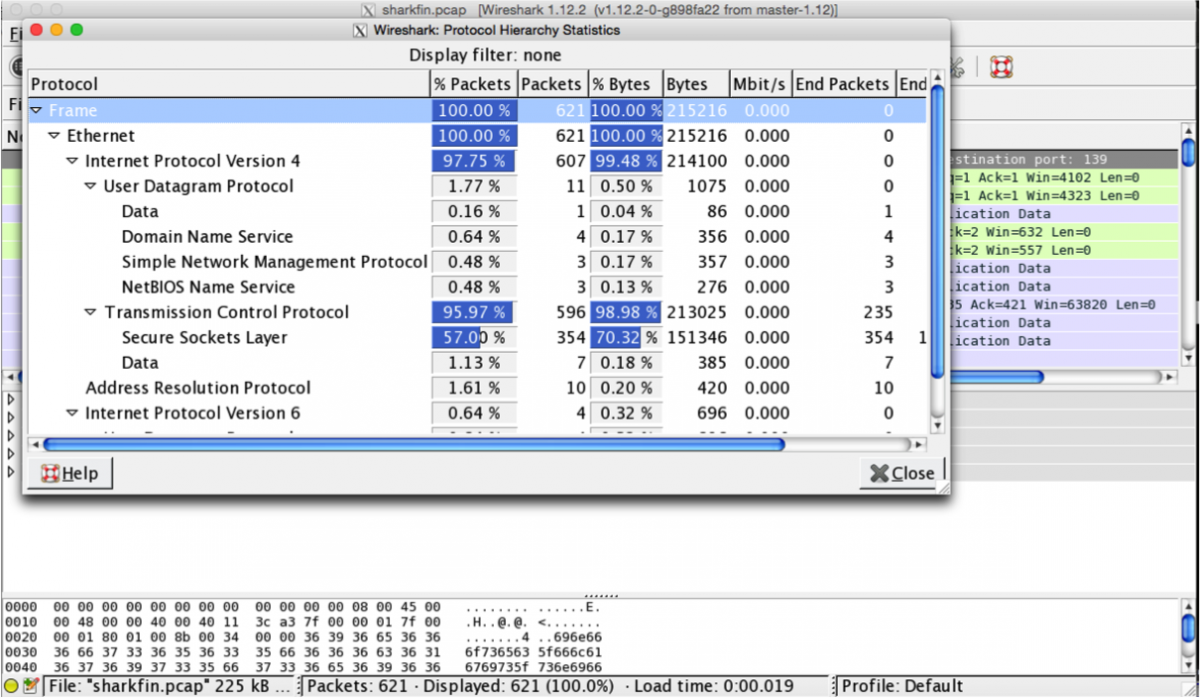 sharkfin.pcap [Wireshark 1.12.2 (v1.12.2-0-g898fa22 from master-1.12)]
Wireshark: Protocol Hierarchy Statistics
Display filter: none
Protocol % Packets Packets % Bytes Bytes Mbit/s End Packets End
Frame 100.00 % 621 100.00 % 215216 0.000 0
Ethernet 100.00 % 621 100.00 % 215216 0.000 0
Internet Protocol Version 4 97.75 % 607 99.48 % 214100 0.000 0
User Datagram Protocol 1.77 % 11 0.50 % 1075 0.000 0
Data 0.16 % 1 0.04 % 86 0.000 1
Domain Name Service 0.64 % 4 0.17 % 356 0.000 4
Simple Network Management Protocol 0.48 % 3 0.17 % 357 0.000 3
NetBIOS Name Service 0.48 % 3 0.13 % 276 0.000 3
Transmission Control Protocol 95.97 % 596 98.98 % 213025 0.000 235
Secure Sockets Layer 57.00 % 354 70.32 % 151346 0.000 354 1
Data 1.13 % 7 0.18 % 385 0.000 7
Address Resolution Protocol 1.61 % 10 0.20 % 420 0.000 10
Internet Protocol Version 6 0.64 % 4 0.32 % 696 0.000 0
Help
Close
Fi
Fi
No
estination port: 139
q=1 Ack=1 Win=4102 Len=0
q=1 Ack=1 Win=4323 Len=0
lication Data
ck=2 Win=632 Len=0
ck=2 Win=557 Len=0
lication Data
lication Data
35 Ack=421 Win=63820 Len=0
lication Data
lication Data
0000 00 00 00 00 00 00 00 00 00 00 00 00 08 00 45 00 ........ ......E.
0010 00 48 00 00 40 00 40 11 3c a3 7f 00 00 01 7f 00 .H..@.@. <.......
0020 00 01 80 01 00 8b 00 34 00 00 36 39 36 65 36 36 .......4 ..696e66
0030 36 66 37 33 36 35 36 33 35 66 36 36 36 63 36 31 6f736563 5f666c61
0040 36 37 36 39 37 33 35 66 37 33 36 65 36 39 36 36 6769735f 736e6966
File: "sharkfin.pcap" 225 kB ... Packets: 621 · Displayed: 621 (100.0%) · Load time: 0:00.019 Profile: Default